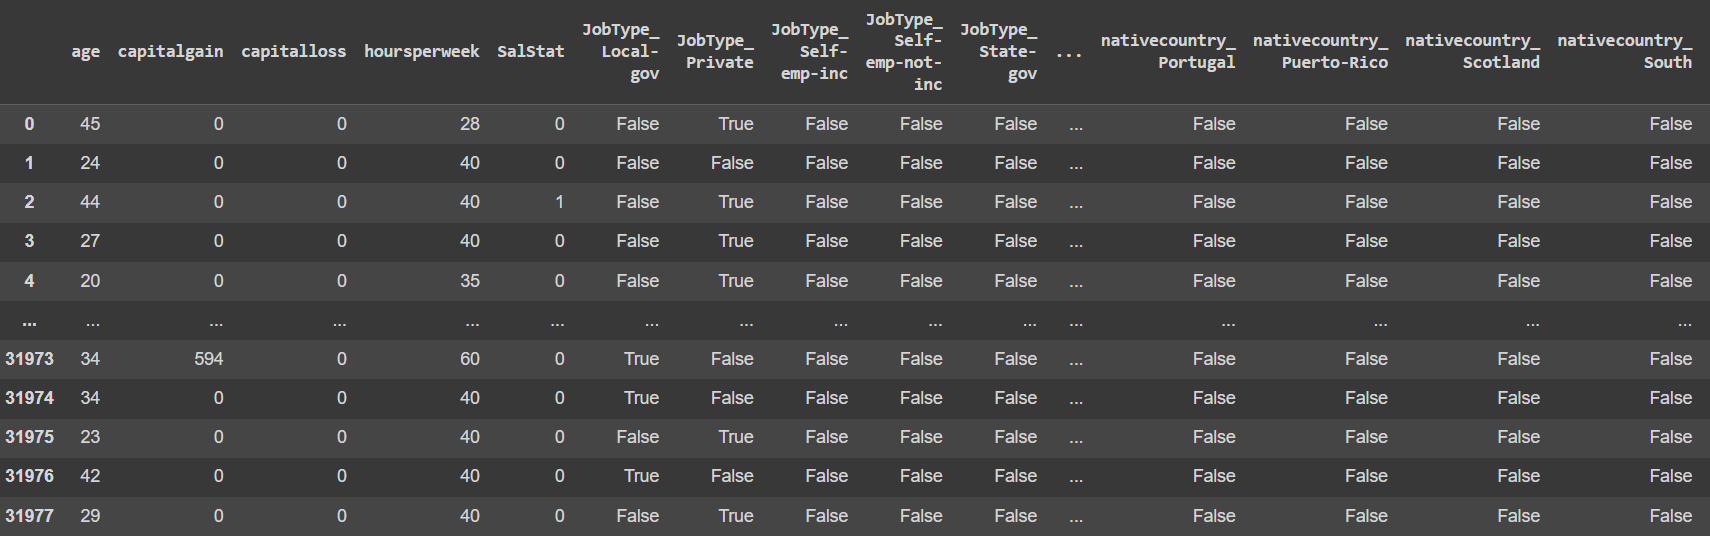 age capitalgain capitalloss hoursperweek SalStat JobType_Local-gov JobType_Private JobType_Self-emp-inc JobType_Self-emp-not-inc JobType_State-gov ... nativecountry_Portugal nativecountry_Puerto-Rico nativecountry_Scotland nativecountry_South
0 45 0 0 28 0 False True False False False ... False False False False
1 24 0 0 40 0 False False False False False ... False False False False
2 44 0 0 40 1 False True False False False ... False False False False
3 27 0 0 40 0 False True False False False ... False False False False
4 20 0 0 35 0 False True False False False ... False False False False
... ... ... ... ... ... ... ... ... ... ... ... ... ... ... ...
31973 34 594 0 60 0 True False False False False ... False False False False
31974 34 0 0 40 0 True False False False False ... False False False False
31975 23 0 0 40 0 False True False False False ... False False False False
31976 42 0 0 40 0 True False False False False ... False False False False
31977 29 0 0 40 0 False True False False False ... False False False False